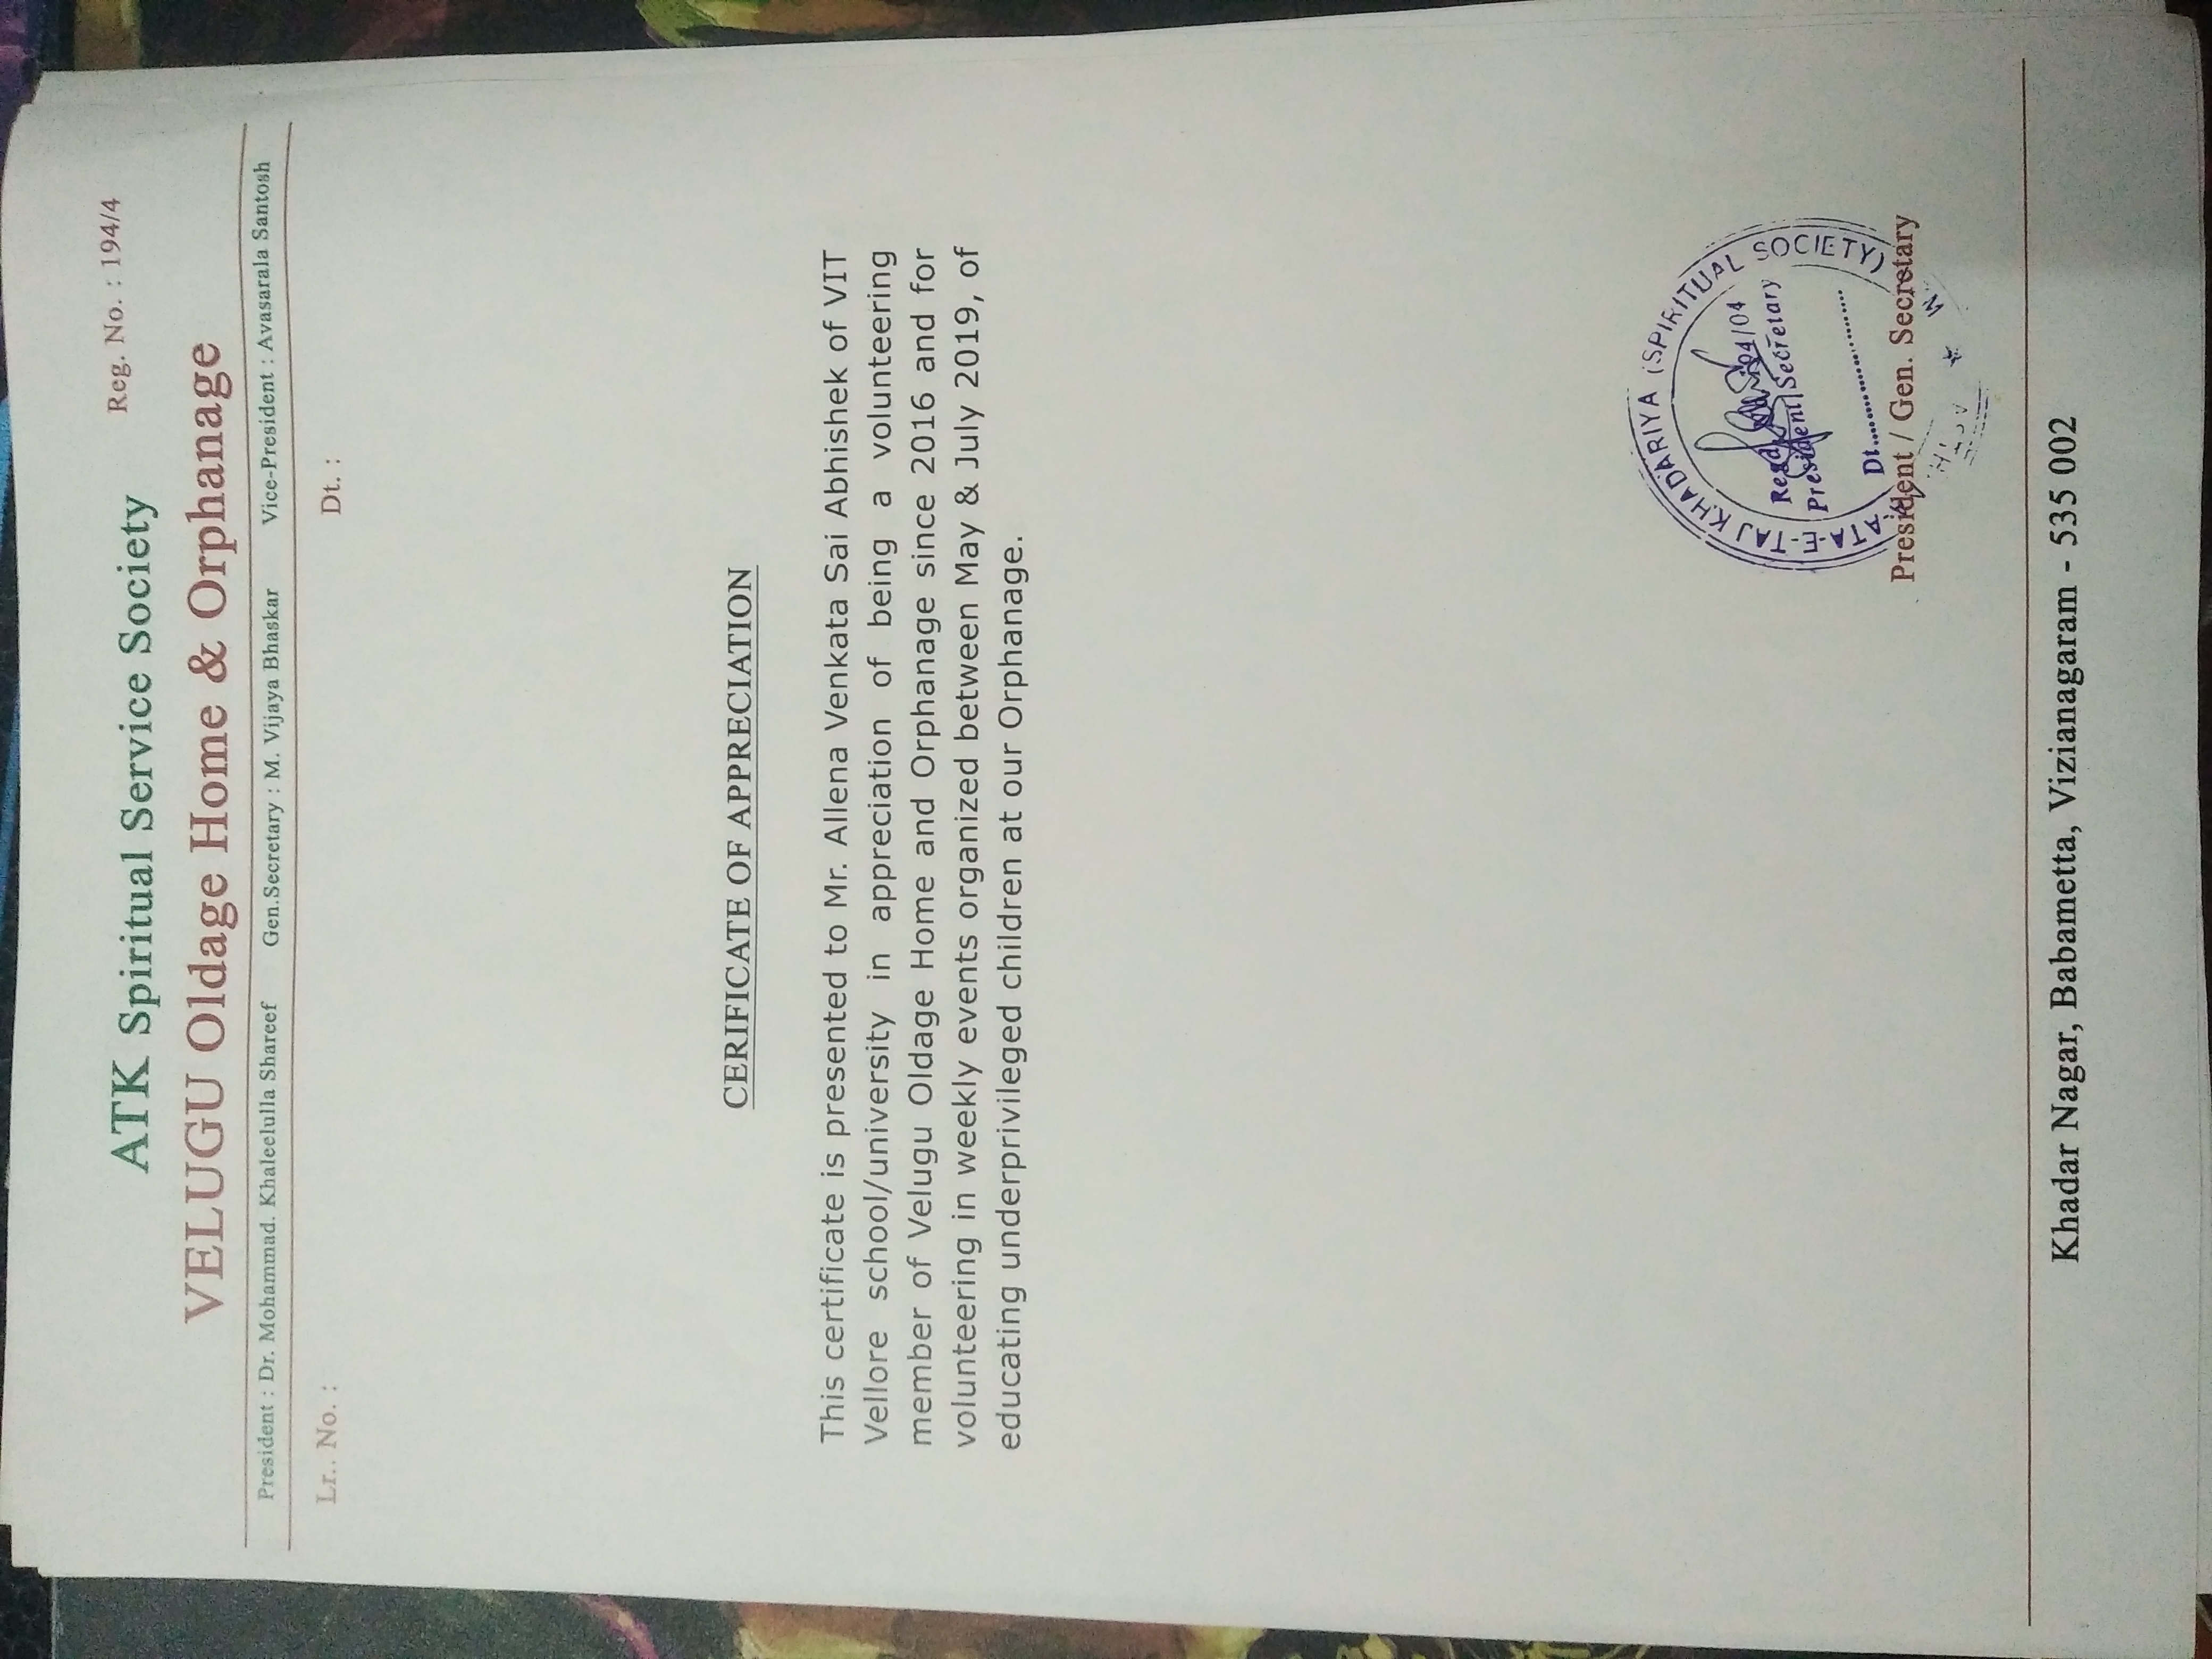 Reg. No. : 194/4
ATK Spiritual Service Society
VELUGU Oldage Home & Orphanage
President : Dr. Mohammad. Khaleelulla Shareef Gen.Secretary : M. Vijaya Bhaskar Vice-President : Avasarala Santosh
Lr.. No. : Dt. :
CERIFICATE OF APPRECIATION
This certificate is presented to Mr. Allena Venkata Sai Abhishek of VIT
Vellore school/university in appreciation of being a volunteering
member of Velugu Oldage Home and Orphanage since 2016 and for
volunteering in weekly events organized between May & July 2019, of
educating underprivileged children at our Orphanage.
ATA-E-TAJ KHADARIYA (SPIRITUAL SOCIETY)
Regd. No. 194/04
President/Secretary
Dt.........................
President / Gen. Secretary
Khadar Nagar, Babametta, Vizianagaram - 535 002